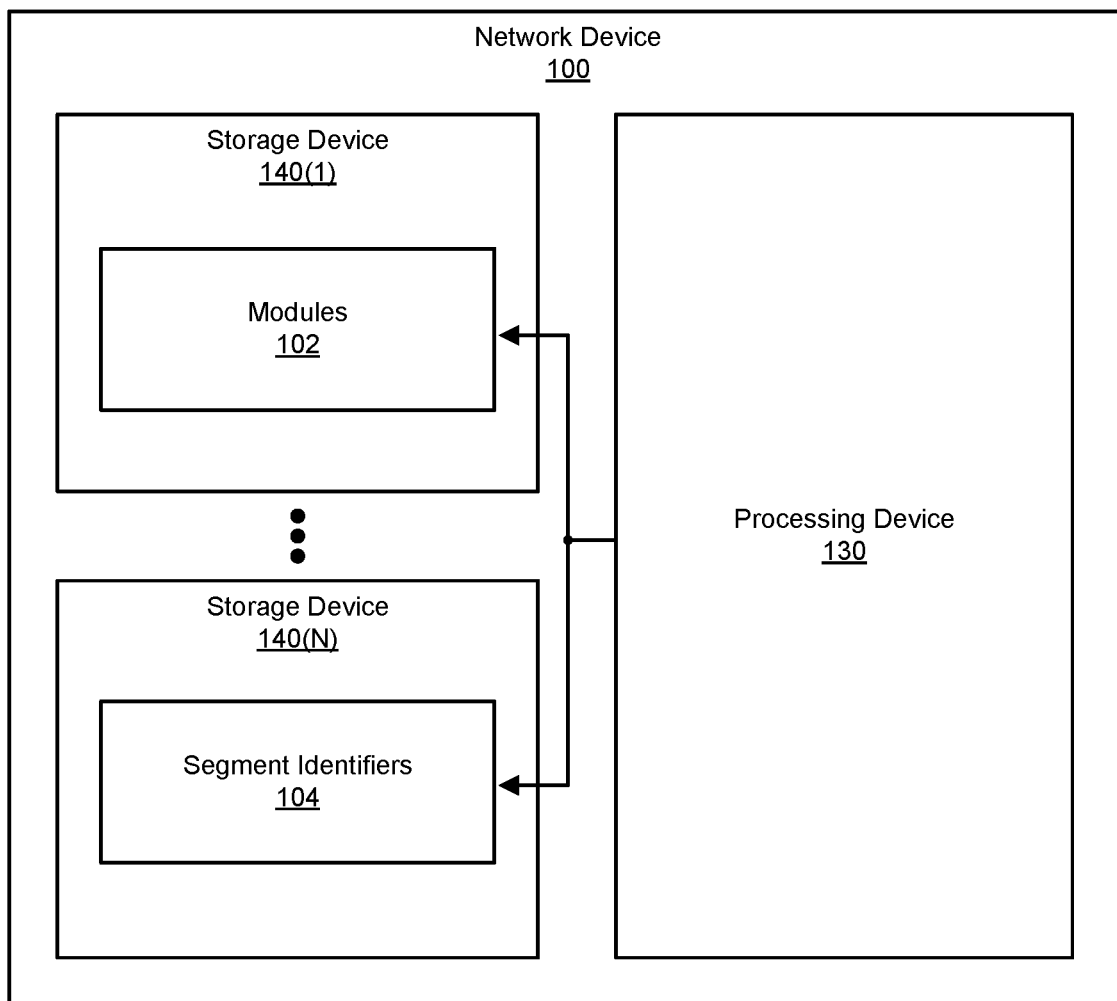 Network Device
100
Storage Device
140(1)
Modules
102
Storage Device
140(N)
Segment Identifiers
104
Processing Device
130